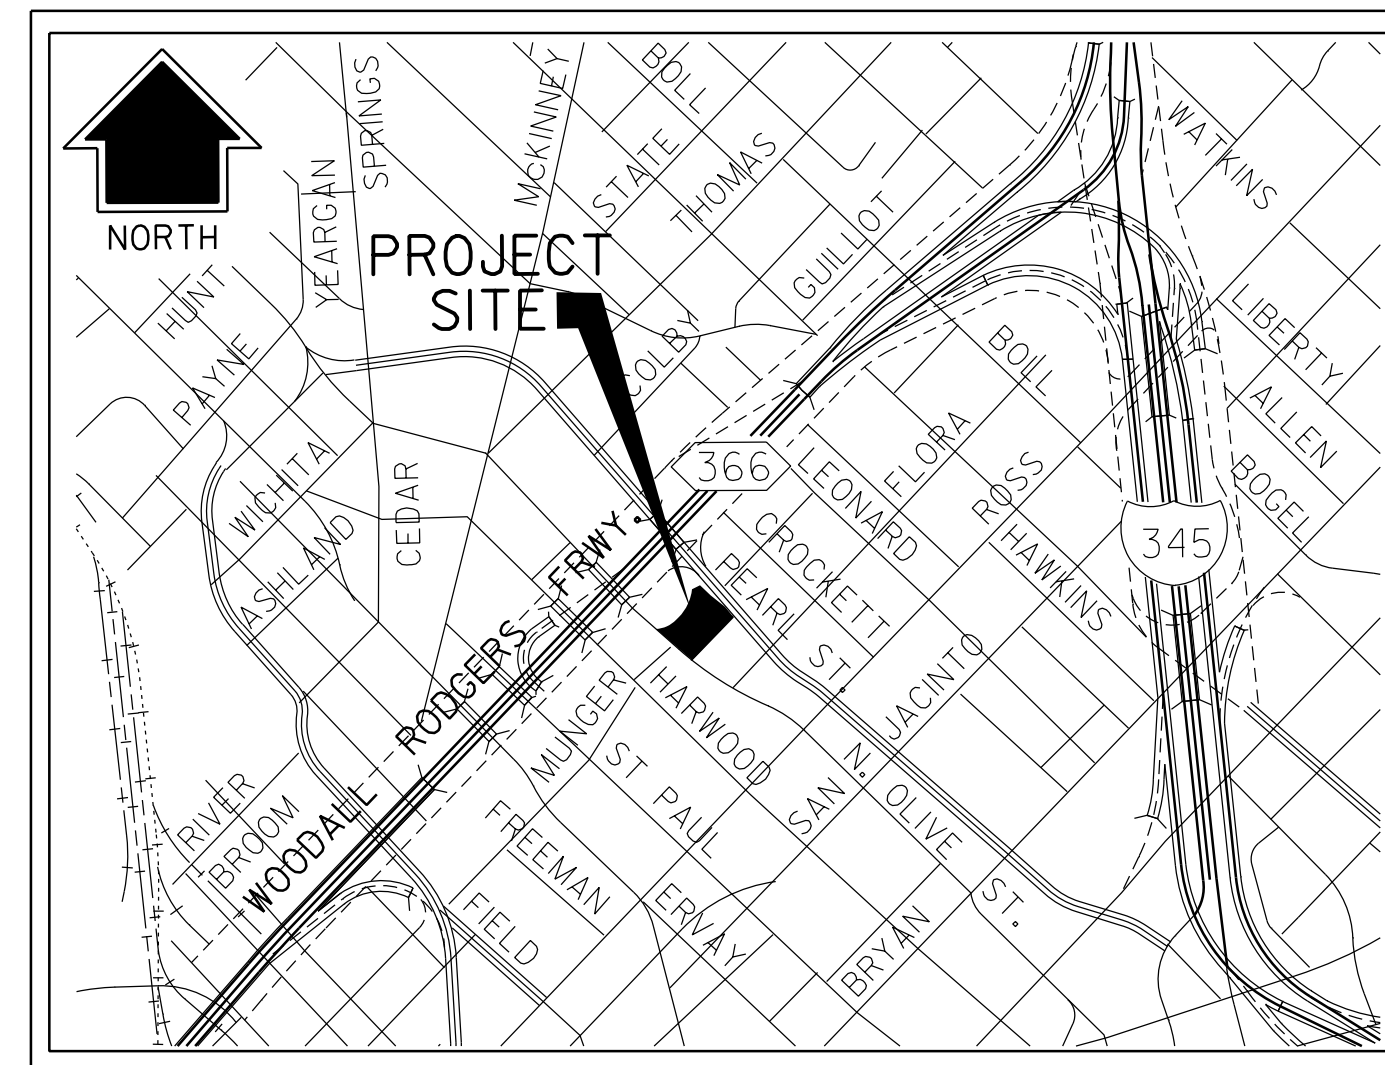 NORTH
SPRINGS
YEARGAN
McKINNEY
BOLL
STATE
THOMAS
GUILLOT
WATKINS
PROJECT
SITE
HUNT
PAYNE
COLBY
LIBERTY
BOLL
ALLEN
WICHITA
CEDAR
366
LEONARD
FLORA
ROSS
BOGEL
ASHLAND
CROCKETT
HAWKINS
345
PEARL ST.
WOODALL RODGERS FRWY.
MUNGER
HARWOOD
JACINTO
SAN
N. OLIVE ST.
ST PAUL
RIVER
BROOM
FREEMAN
FIELD
ERVAY
BRYAN